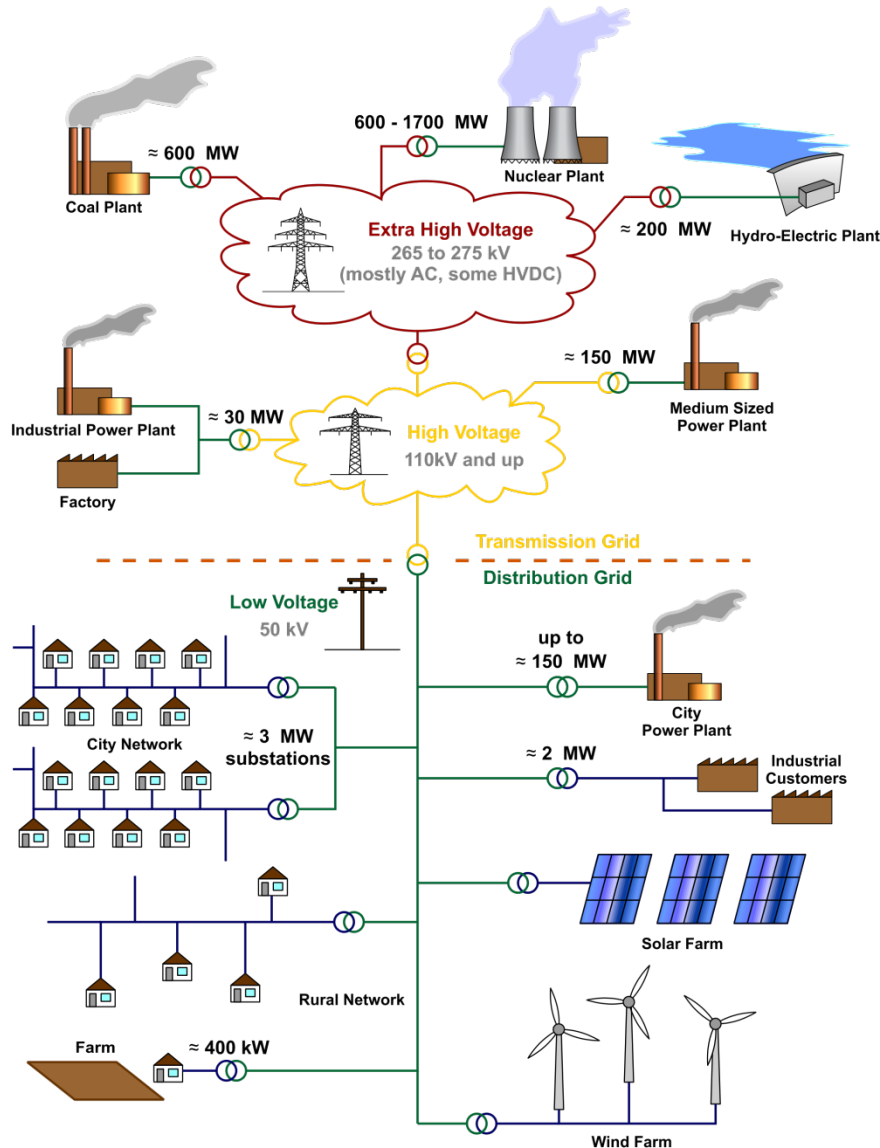 600 - 1700 MW
≈ 600 MW
Nuclear Plant
Coal Plant
≈ 200 MW
Hydro-Electric Plant
Extra High Voltage
265 to 275 kV
(mostly AC, some HVDC)
≈ 150 MW
Medium Sized
Power Plant
≈ 30 MW
Industrial Power Plant
Factory
High Voltage
110kV and up
Transmission Grid
Distribution Grid
Low Voltage
50 kV
up to
≈ 150 MW
City
Power Plant
City Network
≈ 3 MW
substations
≈ 2 MW
Industrial
Customers
Solar Farm
Rural Network
Farm
≈ 400 kW
Wind Farm